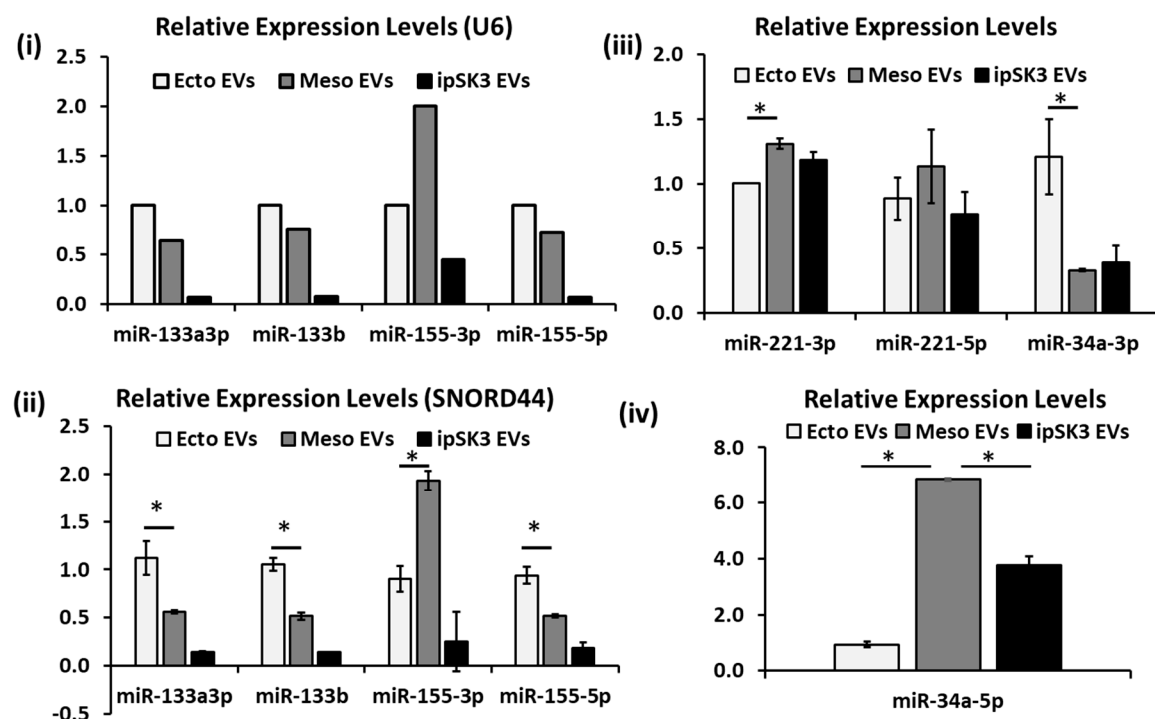 (i)
Relative Expression Levels (U6)
2.5
2.0
1.5
1.0
0.5
0.0
Ecto EVs Meso EVs ipSK3 EVs
miR-133a3p miR-133b miR-155-3p miR-155-5p
(ii)
Relative Expression Levels (SNORD44)
2.5
2.0
1.5
1.0
0.5
0.0
-0.5
Ecto EVs Meso EVs ipSK3 EVs
* * * *
miR-133a3p miR-133b miR-155-3p miR-155-5p
(iii)
Relative Expression Levels
2.0
1.5
1.0
0.5
0.0
Ecto EVs Meso EVs ipSK3 EVs
* *
miR-221-3p miR-221-5p miR-34a-3p
(iv)
Relative Expression Levels
8.0
6.0
4.0
2.0
0.0
Ecto EVs Meso EVs ipSK3 EVs
* *
miR-34a-5p